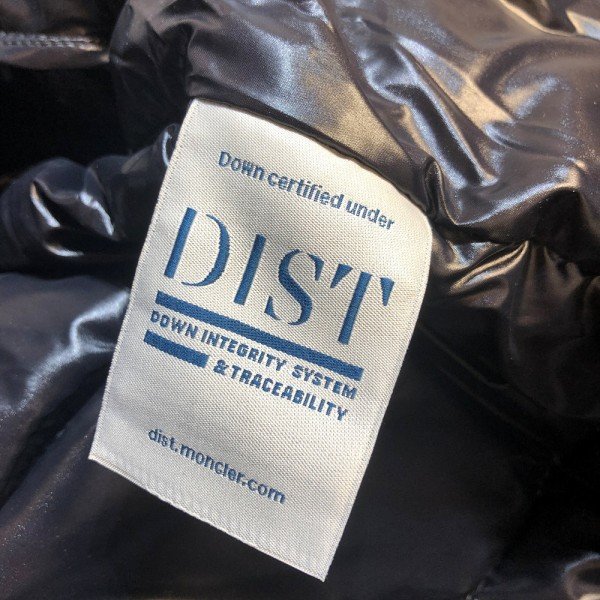 Down certified under
DIST
DOWN INTEGRITY SYSTEM
& TRACEABILITY
dist.moncler.com